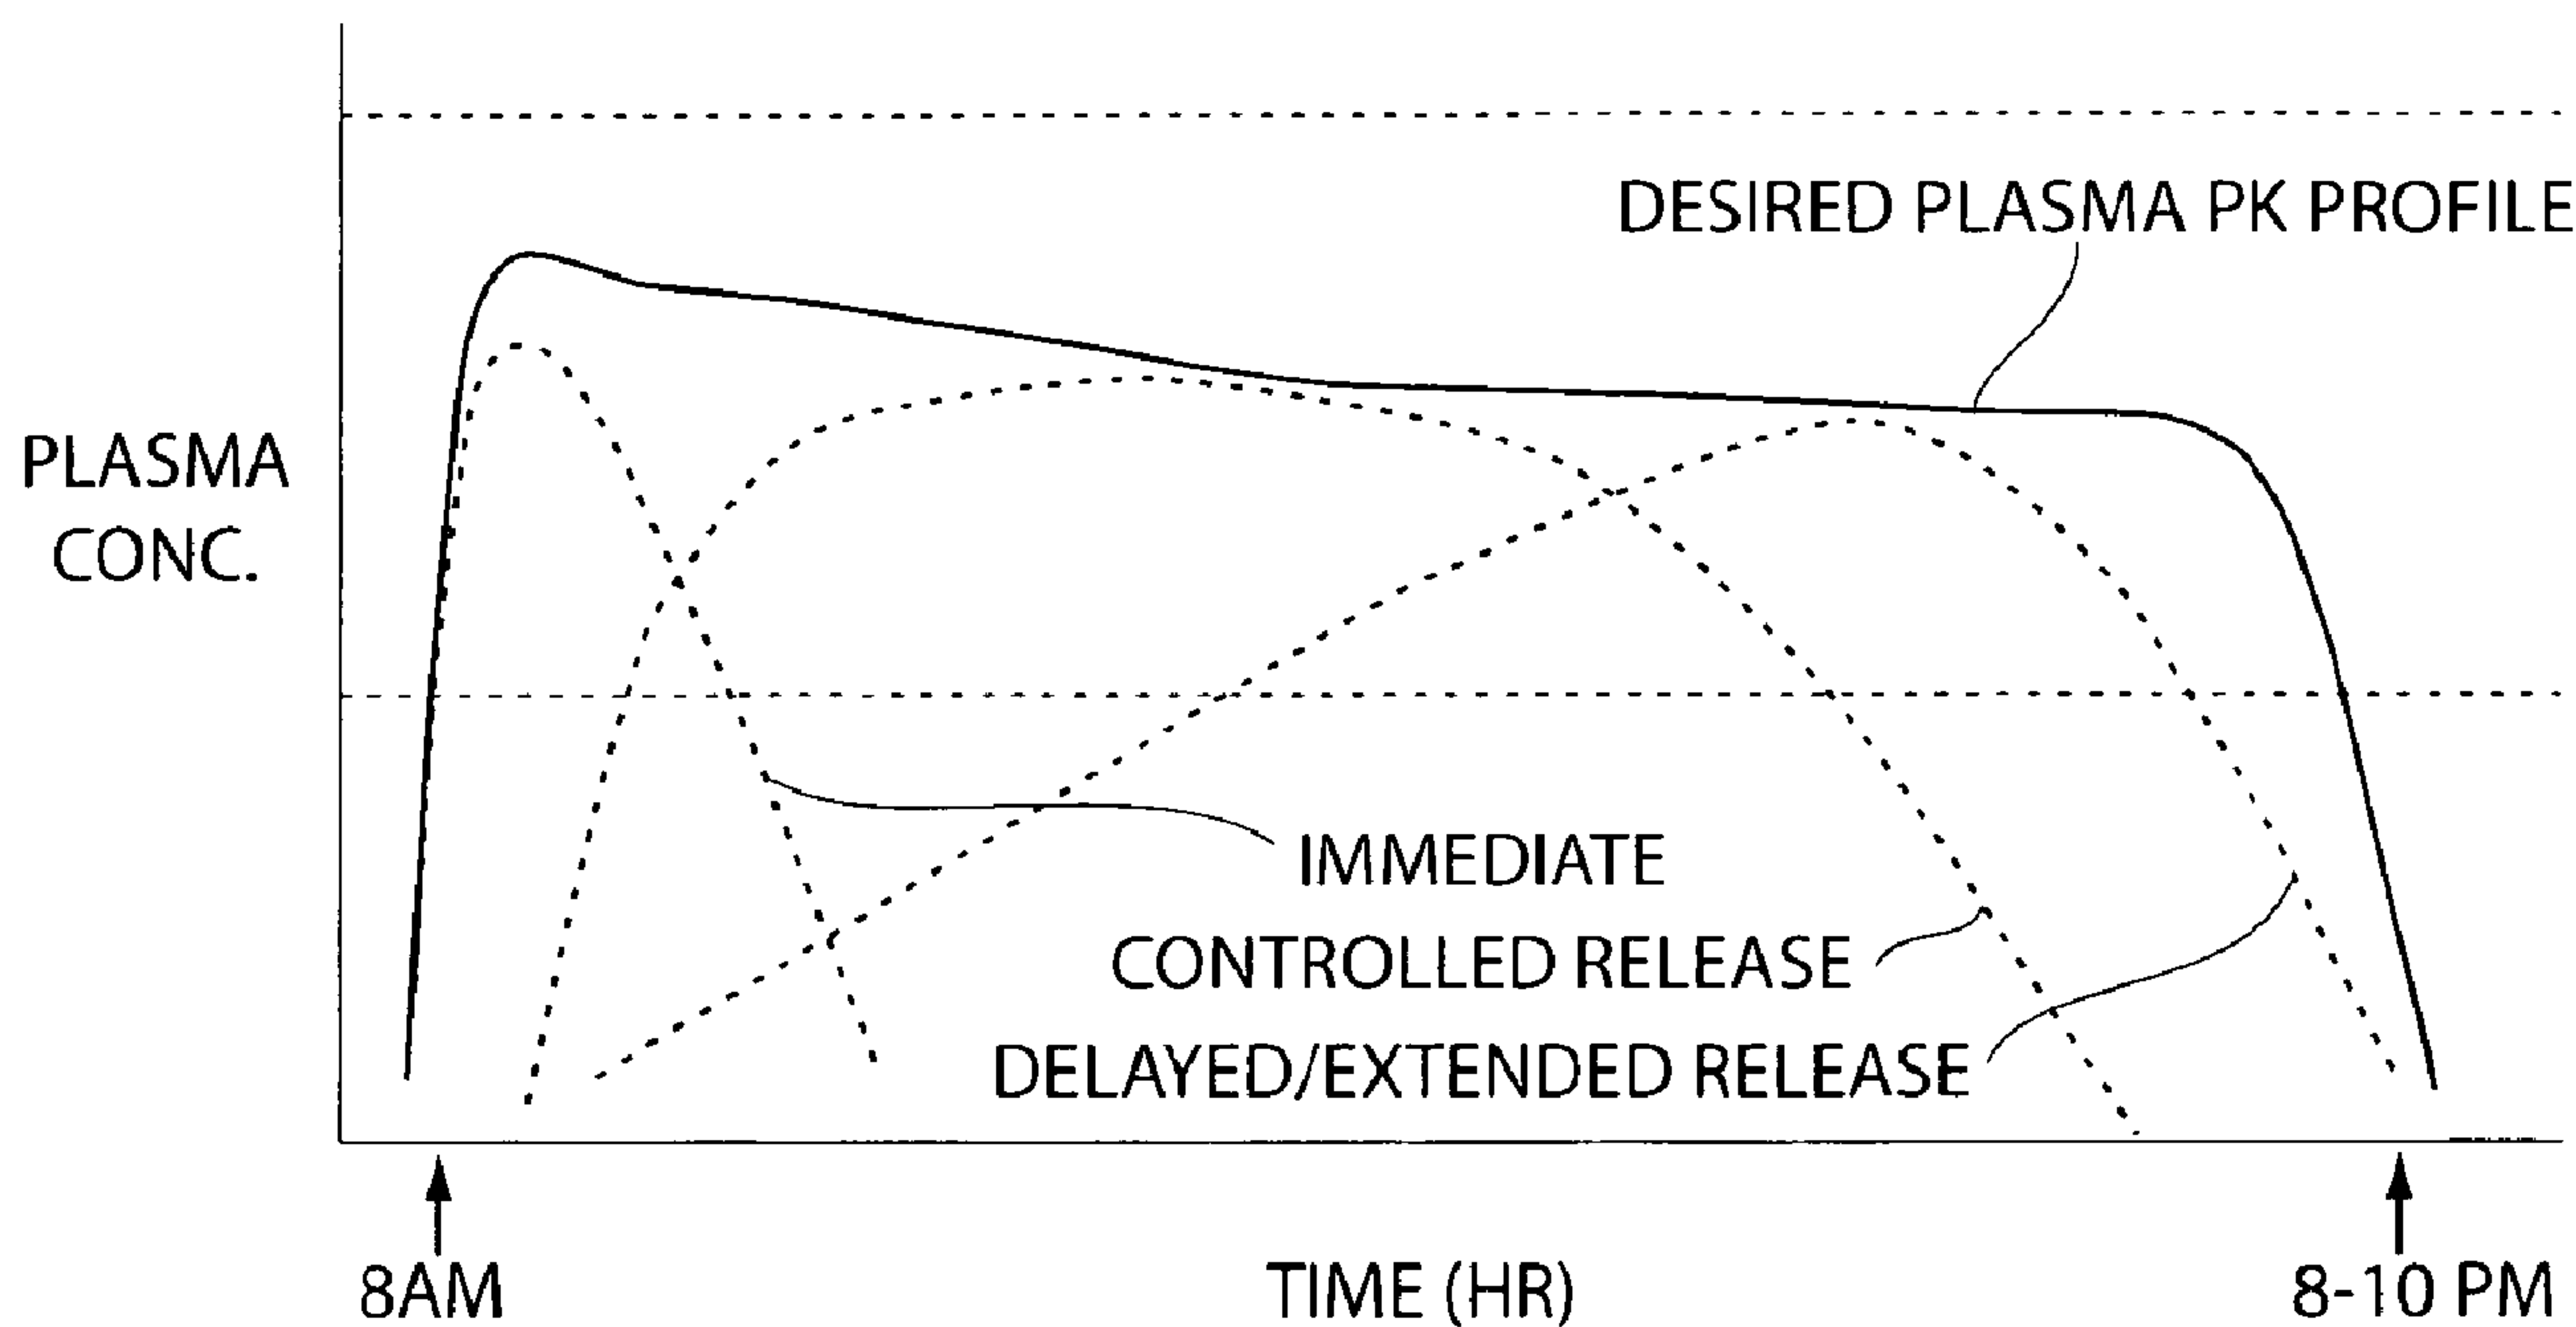 DESIRED PLASMA PK PROFILE
PLASMA
CONC.
IMMEDIATE
CONTROLLED RELEASE
DELAYED/EXTENDED RELEASE
8AM
TIME (HR)
8-10 PM